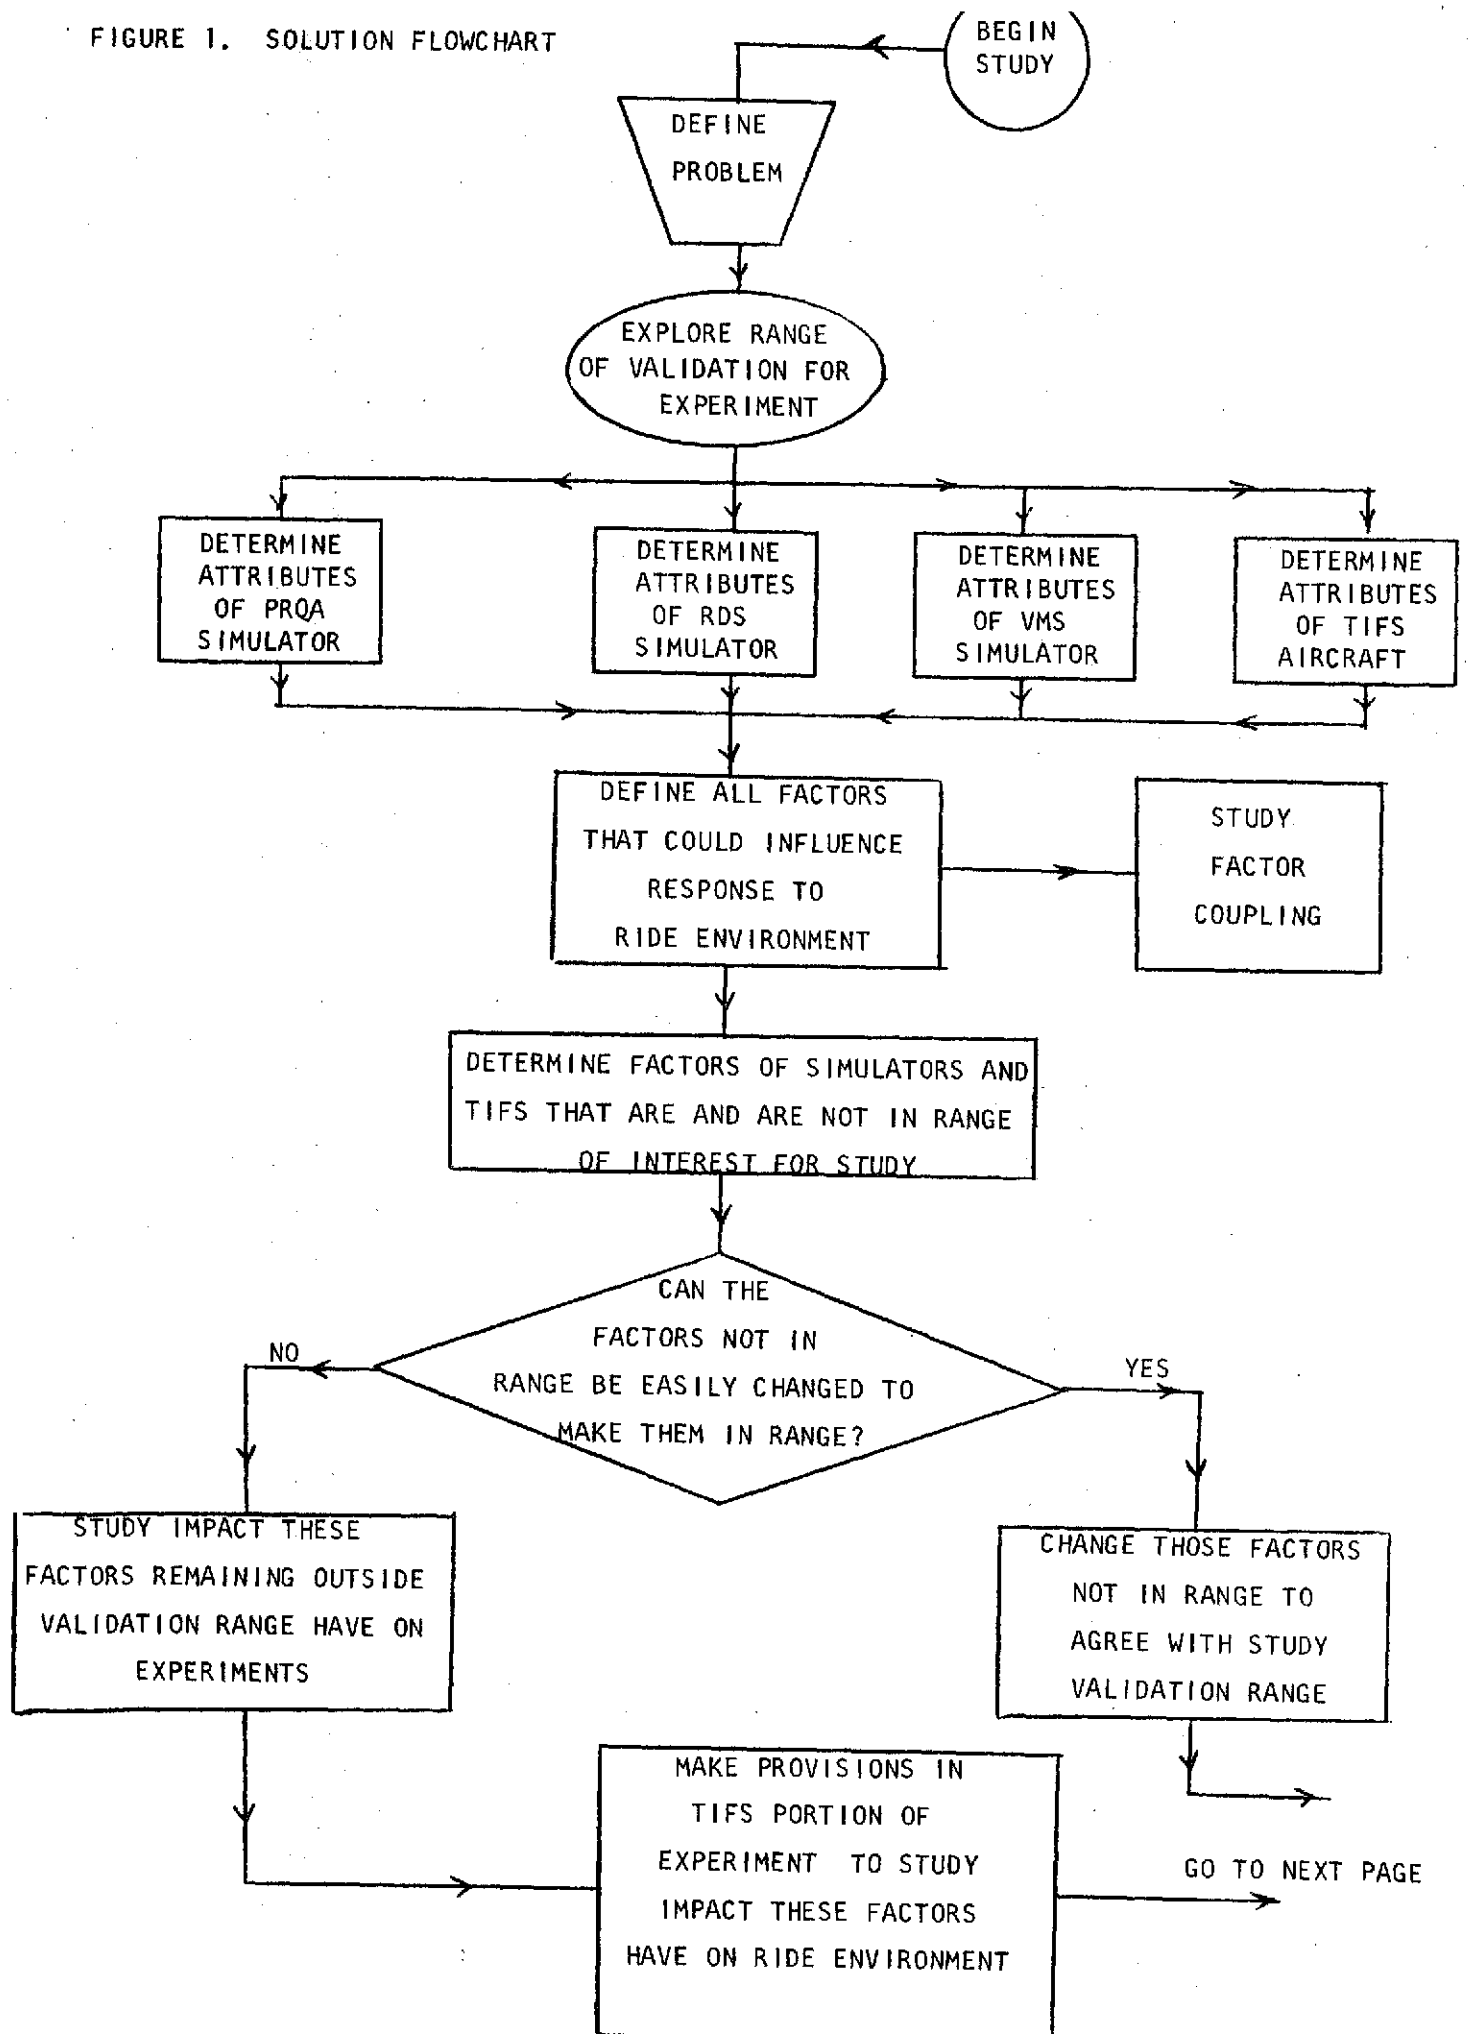 FIGURE 1. SOLUTION FLOWCHART
BEGIN
STUDY
DEFINE
PROBLEM
EXPLORE RANGE
OF VALIDATION FOR
EXPERIMENT
DETERMINE
ATTRIBUTES
OF PRQA
SIMULATOR
DETERMINE
ATTRIBUTES
OF RDS
SIMULATOR
DETERMINE
ATTRIBUTES
OF VMS
SIMULATOR
DETERMINE
ATTRIBUTES
OF TIFS
AIRCRAFT
DEFINE ALL FACTORS
THAT COULD INFLUENCE
RESPONSE TO
RIDE ENVIRONMENT
STUDY
FACTOR
COUPLING
DETERMINE FACTORS OF SIMULATORS AND
TIFS THAT ARE AND ARE NOT IN RANGE
OF INTEREST FOR STUDY
CAN THE
FACTORS NOT IN
RANGE BE EASILY CHANGED TO
MAKE THEM IN RANGE?
NO
YES
STUDY IMPACT THESE
FACTORS REMAINING OUTSIDE
VALIDATION RANGE HAVE ON
EXPERIMENTS
CHANGE THOSE FACTORS
NOT IN RANGE TO
AGREE WITH STUDY
VALIDATION RANGE
MAKE PROVISIONS IN
TIFS PORTION OF
EXPERIMENT TO STUDY
IMPACT THESE FACTORS
HAVE ON RIDE ENVIRONMENT
GO TO NEXT PAGE